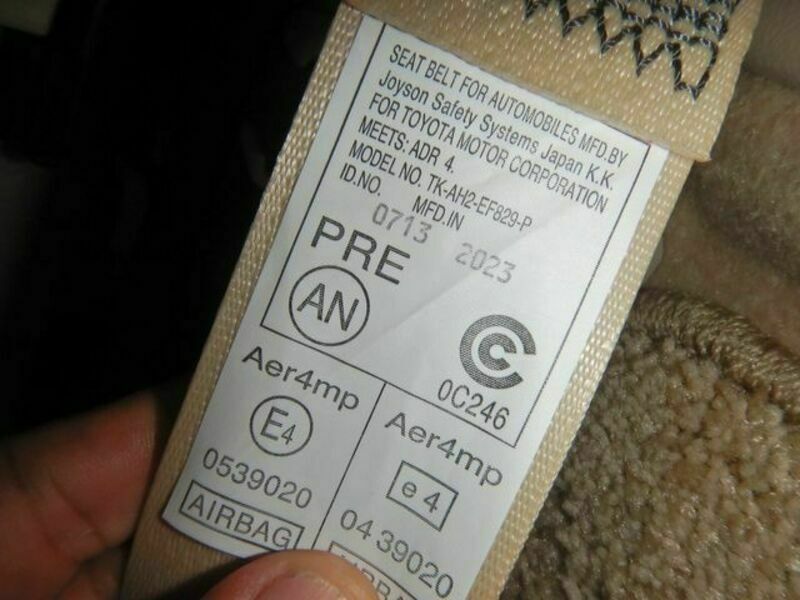 SEAT BELT FOR AUTOMOBILES MFD.BY
Joyson Safety Systems Japan K.K.
FOR TOYOTA MOTOR CORPORATION
MEETS: ADR 4.
MODEL NO. TK-AH2-EF829-P
ID.NO. MFD.IN
0713 2023
PRE
AN
0C246
Aer4mp
E4
0539020
AIRBAG
Aer4mp
e 4
04 39020